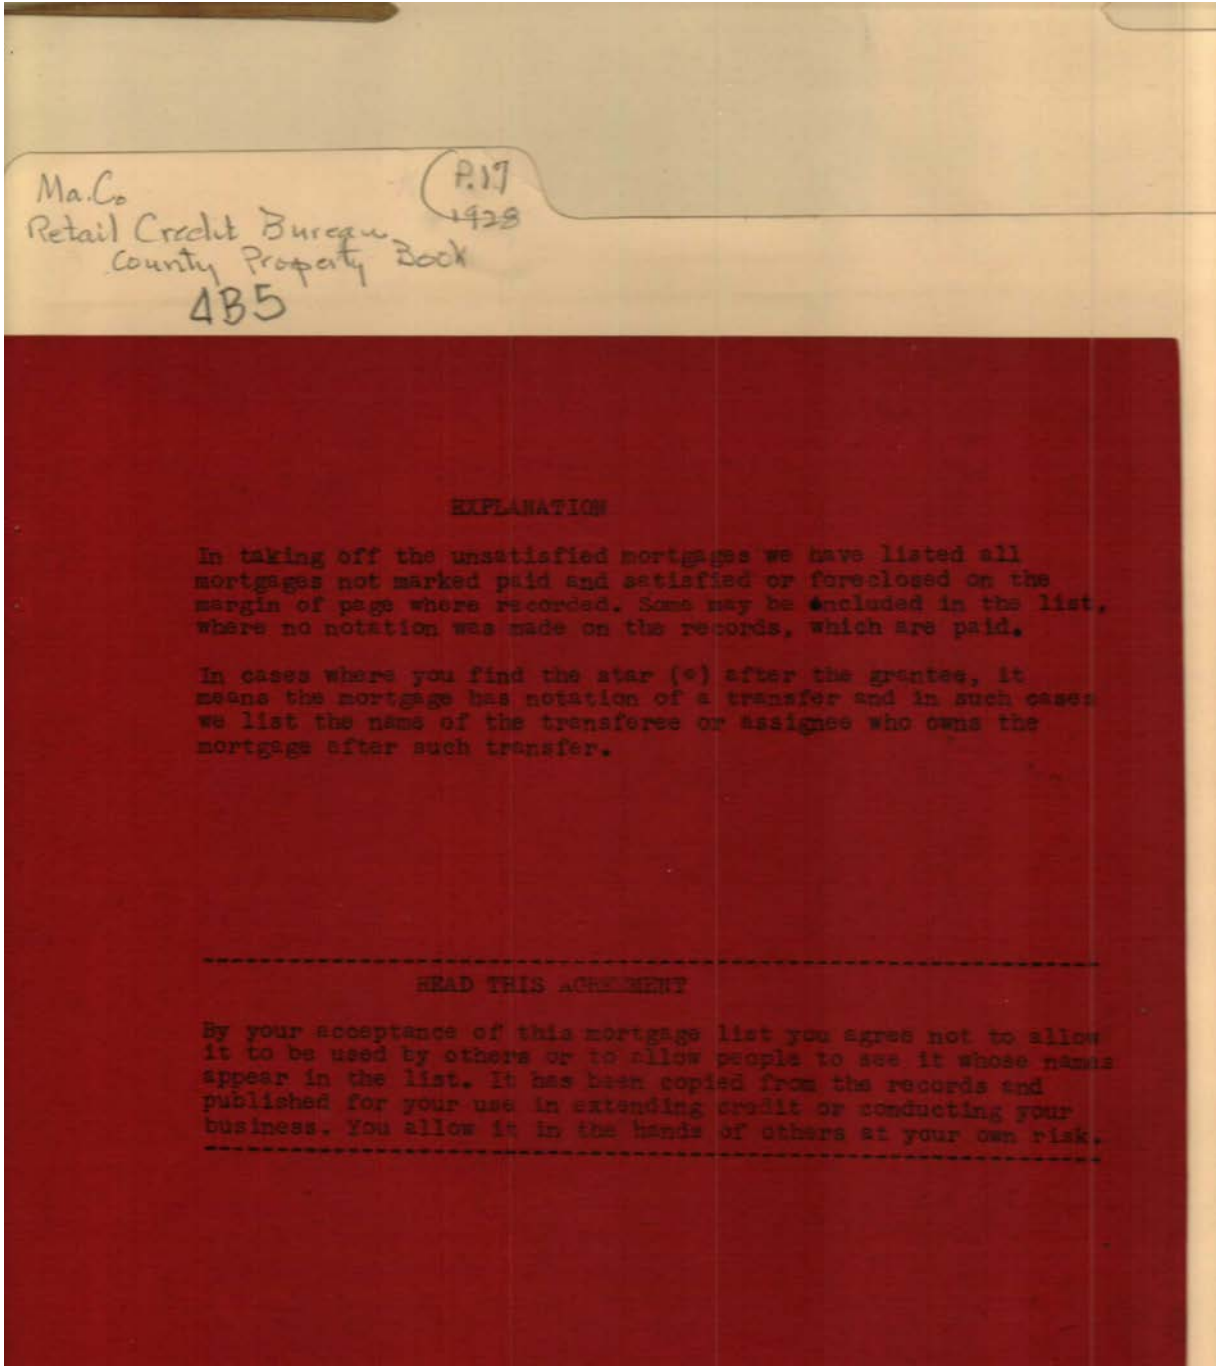 Ma.Co
(P.17
1928
Retail Credit Bureau
County Property Book
4B5
EXPLANATION
In taking off the unsatisfied mortgages we have listed all
mortgages not marked paid and satisfied or foreclosed on the
margin of page where recorded. Some may be included in the list,
where no notation was made on the records, which are paid.
In cases where you find the star (*) after the grantee, it
means the mortgage has notation of a transfer and in such cases
we list the name of the transferee or assignee who owns the
mortgage after such transfer.
READ THIS AGREEMENT
By your acceptance of this mortgage list you agree not to allow
it to be used by others or to allow people to see it whose names
appear in the list. It has been copied from the records and
published for your use in extending credit or conducting your
business. You allow it in the hands of others at your own risk.